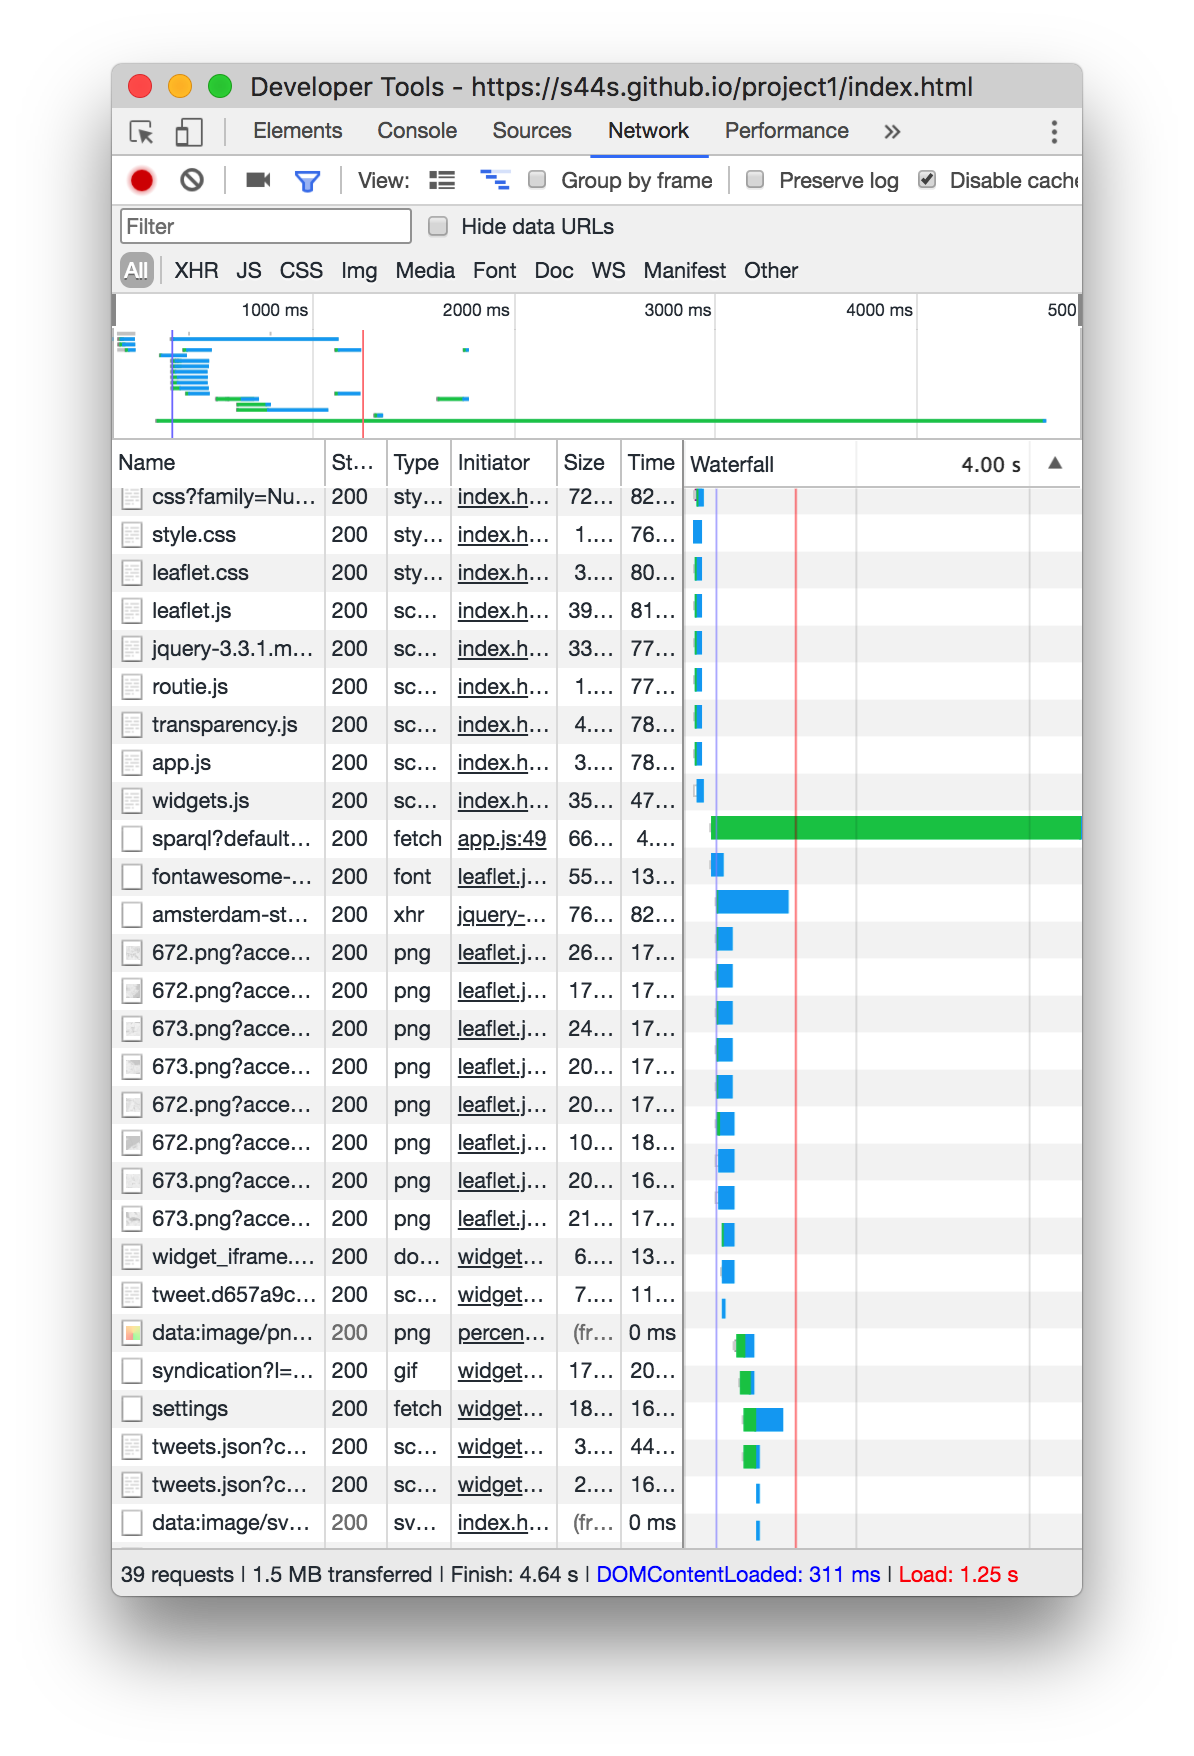 Developer Tools - https://s44s.github.io/project1/index.html
Elements Console Sources Network Performance »
View: Group by frame Preserve log Disable cache
Filter Hide data URLs
All XHR JS CSS Img Media Font Doc WS Manifest Other
1000 ms 2000 ms 3000 ms 4000 ms 500
Name St... Type Initiator Size Time Waterfall 4.00 s ▲
css?family=Nu... 200 sty... index.h... 72... 82...
style.css 200 sty... index.h... 1.... 76...
leaflet.css 200 sty... index.h... 3.... 80...
leaflet.js 200 sc... index.h... 39... 81...
jquery-3.3.1.m... 200 sc... index.h... 33... 77...
routie.js 200 sc... index.h... 1.... 77...
transparency.js 200 sc... index.h... 4.... 78...
app.js 200 sc... index.h... 3.... 78...
widgets.js 200 sc... index.h... 35... 47...
sparql?default... 200 fetch app.js:49 66... 4....
fontawesome-... 200 font leaflet.j... 55... 13...
amsterdam-st... 200 xhr jquery-... 76... 82...
672.png?acce... 200 png leaflet.j... 26... 17...
672.png?acce... 200 png leaflet.j... 17... 17...
673.png?acce... 200 png leaflet.j... 24... 17...
673.png?acce... 200 png leaflet.j... 20... 17...
672.png?acce... 200 png leaflet.j... 20... 17...
672.png?acce... 200 png leaflet.j... 10... 18...
673.png?acce... 200 png leaflet.j... 20... 16...
673.png?acce... 200 png leaflet.j... 21... 17...
widget_iframe.... 200 do... widget... 6.... 13...
tweet.d657a9c... 200 sc... widget... 7.... 11...
data:image/pn... 200 png percen... (fr... 0 ms
syndication?l=... 200 gif widget... 17... 20...
settings 200 fetch widget... 18... 16...
tweets.json?c... 200 sc... widget... 3.... 44...
tweets.json?c... 200 sc... widget... 2.... 16...
data:image/sv... 200 sv... index.h... (fr... 0 ms
39 requests | 1.5 MB transferred | Finish: 4.64 s | DOMContentLoaded: 311 ms | Load: 1.25 s